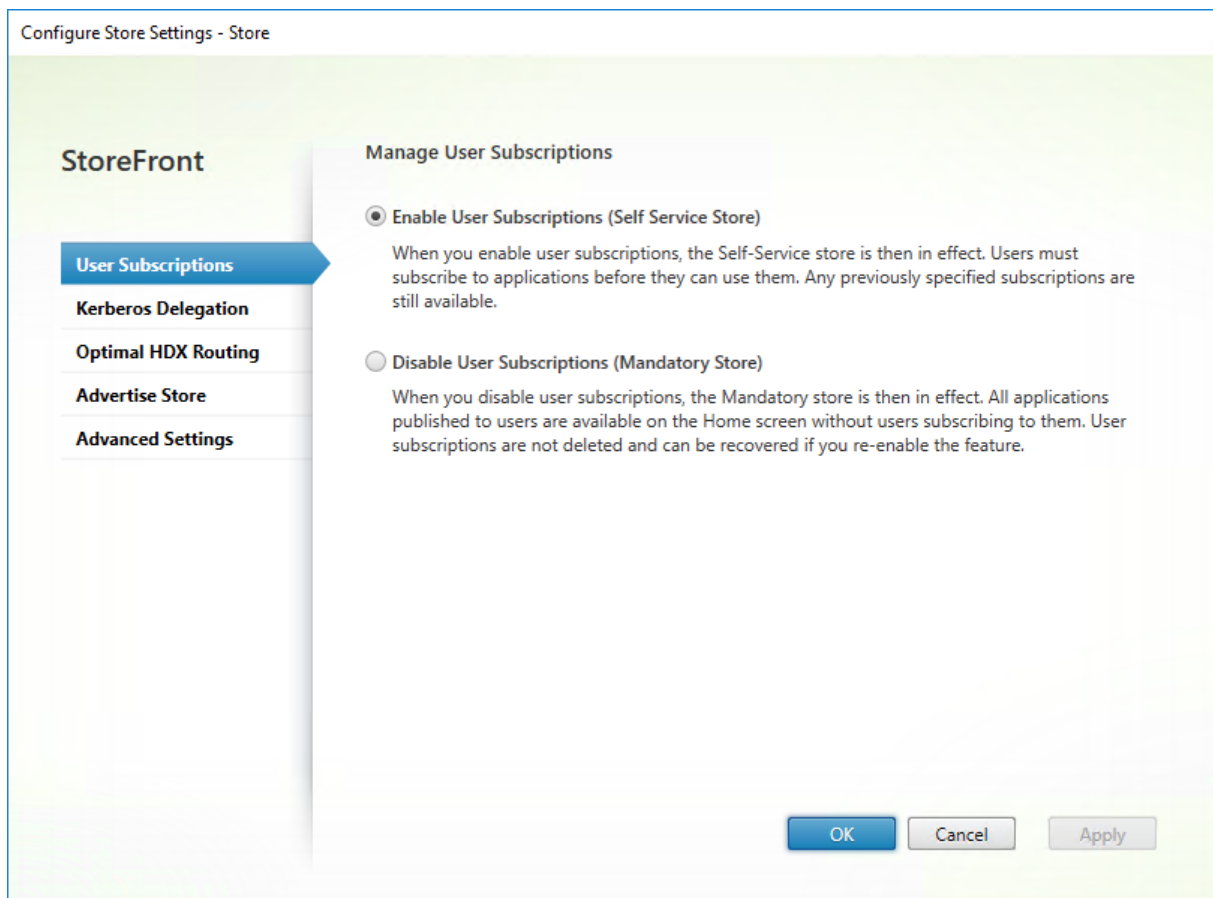 Configure Store Settings - Store
StoreFront
User Subscriptions
Kerberos Delegation
Optimal HDX Routing
Advertise Store
Advanced Settings
Manage User Subscriptions
Enable User Subscriptions (Self Service Store)
When you enable user subscriptions, the Self-Service store is then in effect. Users must
subscribe to applications before they can use them. Any previously specified subscriptions are
still available.
Disable User Subscriptions (Mandatory Store)
When you disable user subscriptions, the Mandatory store is then in effect. All applications
published to users are available on the Home screen without users subscribing to them. User
subscriptions are not deleted and can be recovered if you re-enable the feature.
OK
Cancel
Apply